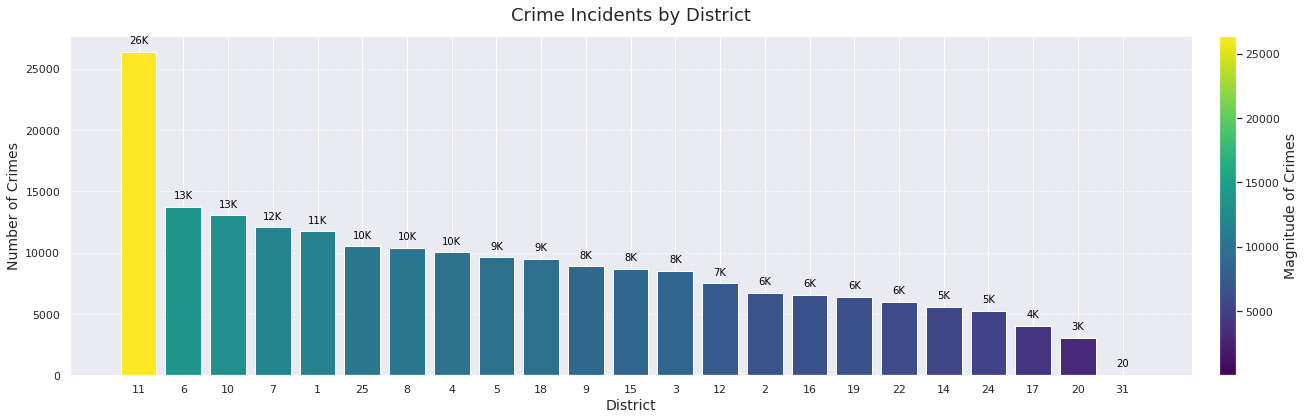 Crime Incidents by District
Number of Crimes
25000
20000
15000
10000
5000
0
26K
13K
13K
12K
11K
10K
10K
10K
9K
9K
8K
8K
8K
7K
6K
6K
6K
6K
5K
5K
4K
3K
20
11 6 10 7 1 25 8 4 5 18 9 15 3 12 2 16 19 22 14 24 17 20 31
District
25000
20000
15000
10000
5000
Magnitude of Crimes